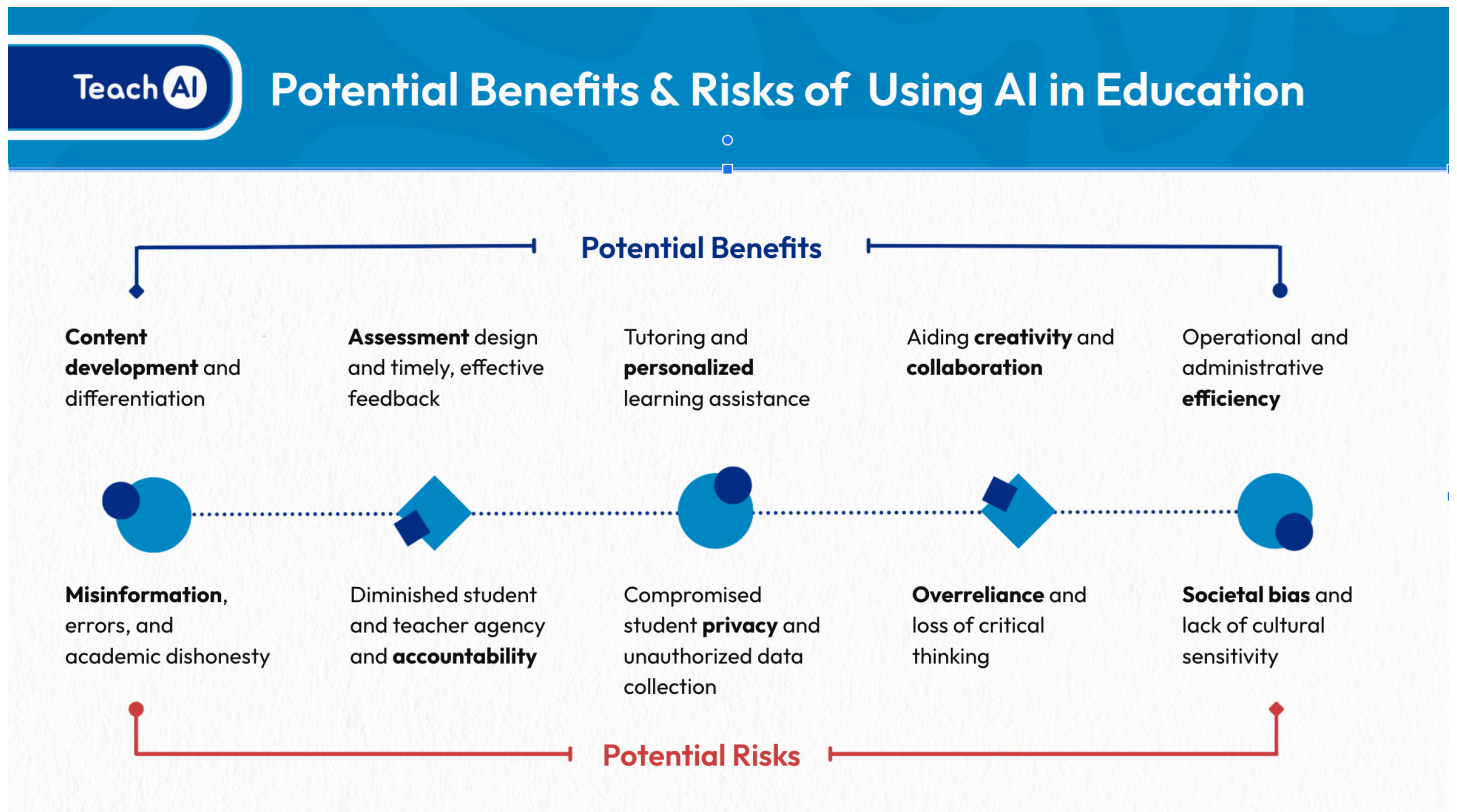 Teach AI
Potential Benefits & Risks of Using AI in Education
Potential Benefits
Content
development and
differentiation
Assessment design
and timely, effective
feedback
Tutoring and
personalized
learning assistance
Aiding creativity and
collaboration
Operational and
administrative
efficiency
Misinformation,
errors, and
academic dishonesty
Diminished student
and teacher agency
and accountability
Compromised
student privacy and
unauthorized data
collection
Overreliance and
loss of critical
thinking
Societal bias and
lack of cultural
sensitivity
Potential Risks